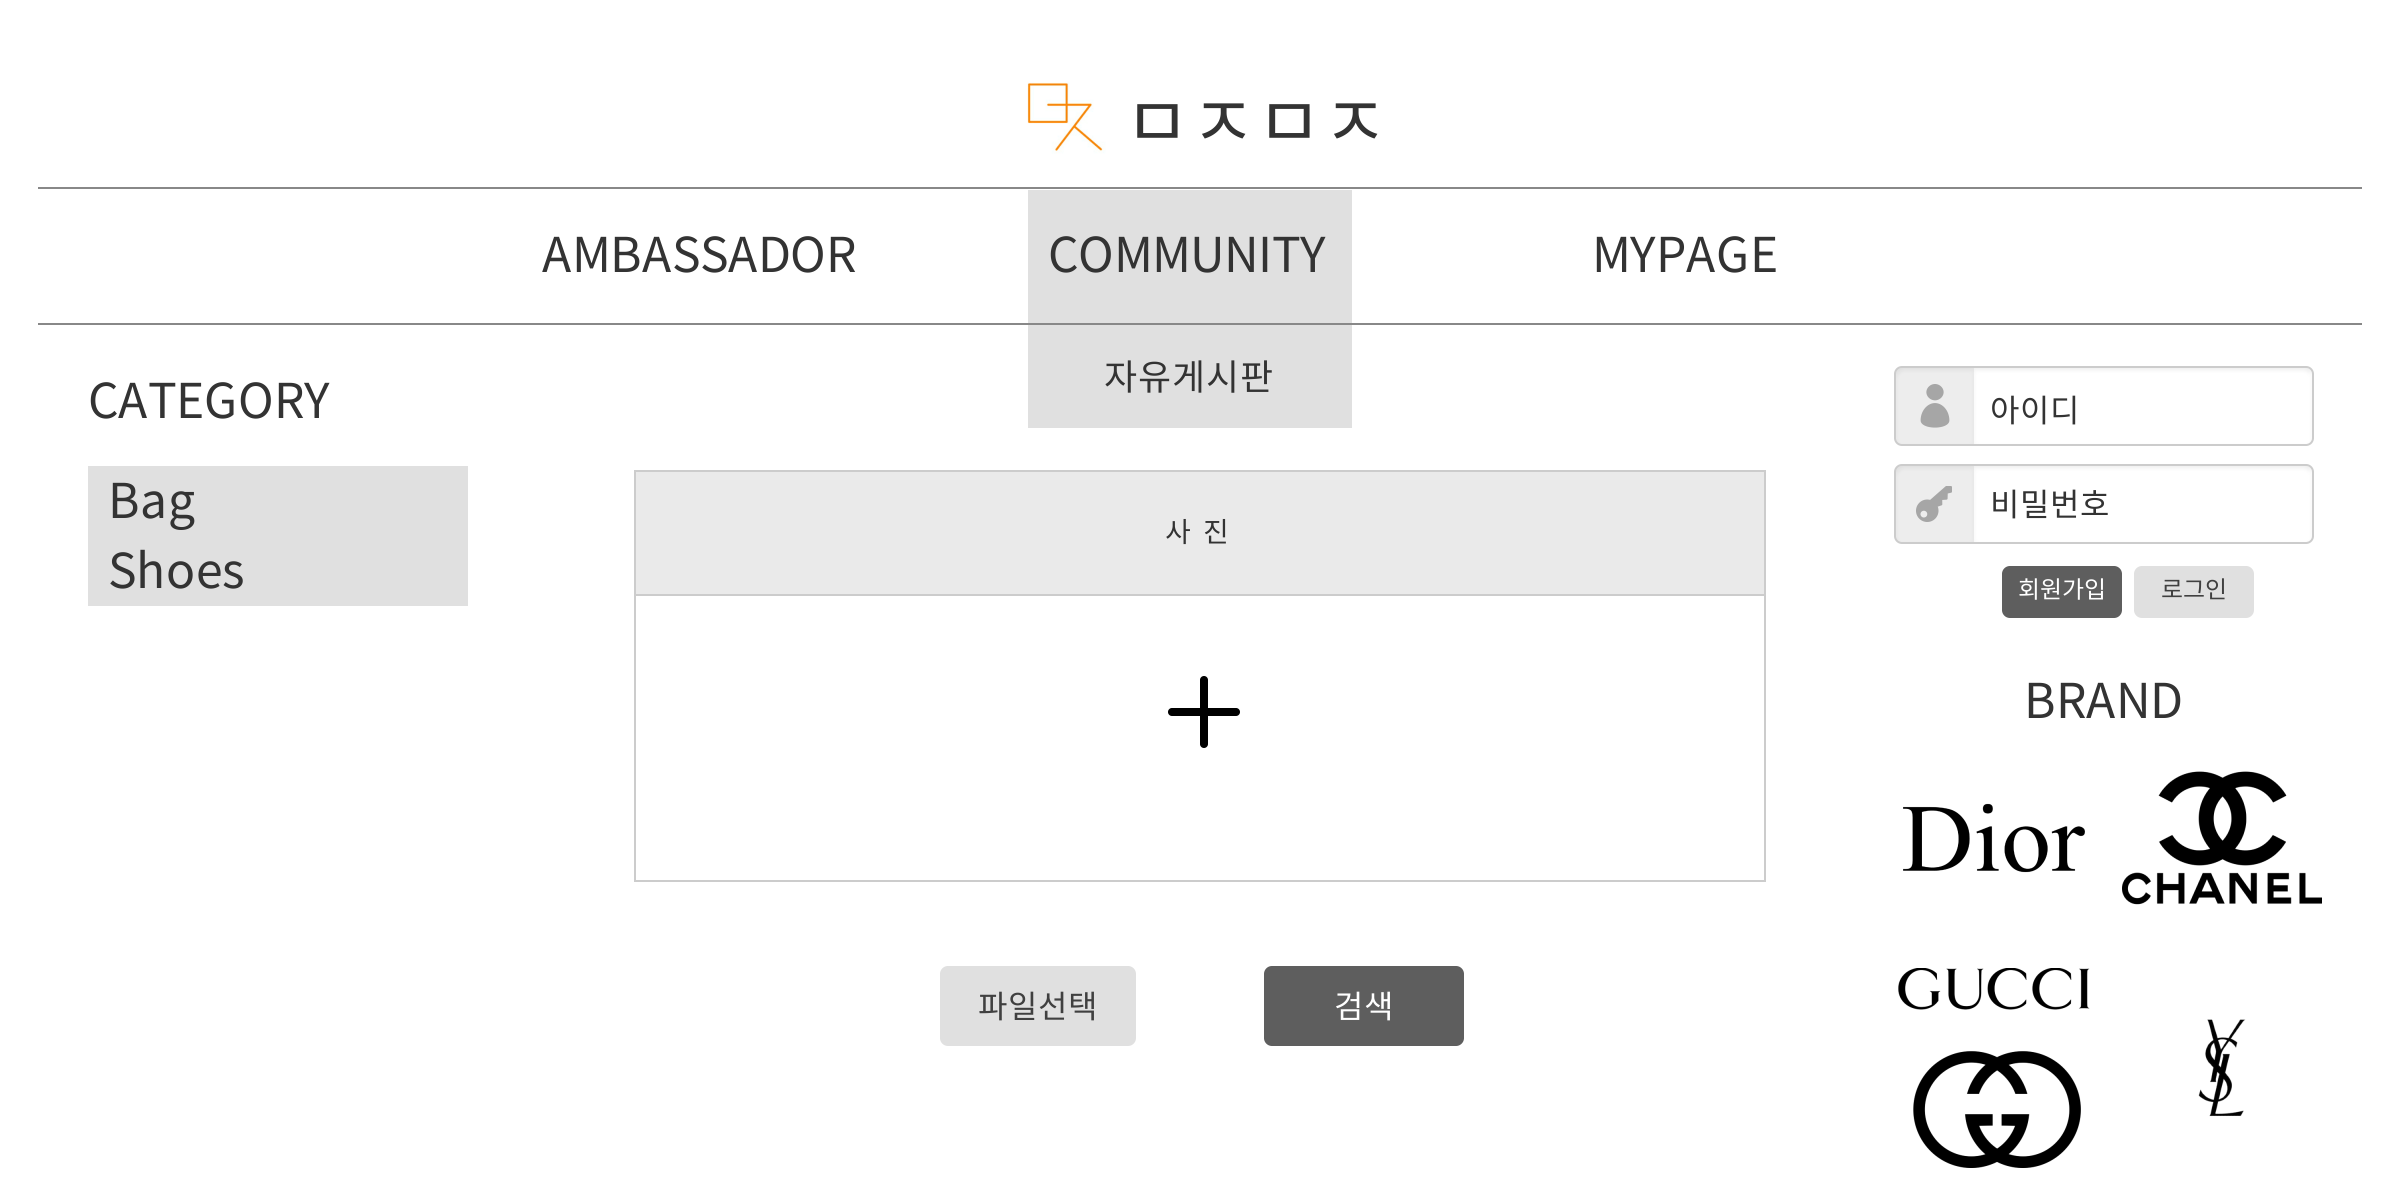 ㅁㅈㅁㅈ
AMBASSADOR
COMMUNITY
MYPAGE
자유게시판
CATEGORY
Bag
Shoes
사 진
파일선택
검색
아이디
비밀번호
회원가입
로그인
BRAND
Dior
CHANEL
GUCCI
YSL